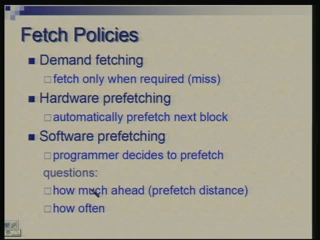 Fetch Policies
Demand fetching
fetch only when required (miss)
Hardware prefetching
automatically prefetch next block
Software prefetching
programmer decides to prefetch
questions:
how much ahead (prefetch distance)
how often